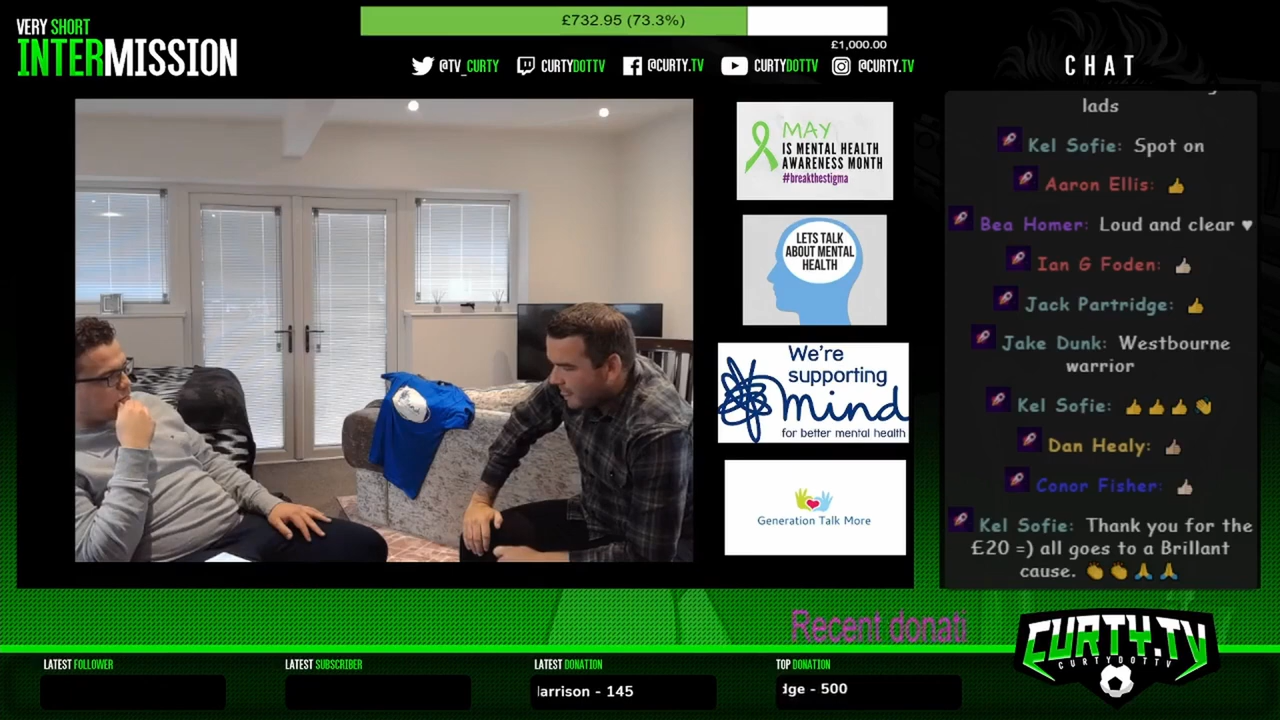 VERY SHORT
INTERMISSION
£732.95 (73.3%)
£1,000.00
@TV_CURTY
CURTYDOTTV
@CURTY.TV
CURTYDOTTV
@CURTY.TV
MAY
IS MENTAL HEALTH
AWARENESS MONTH
#breakthestigma
LETS TALK
ABOUT MENTAL
HEALTH
We're
supporting
mind
for better mental health
Generation Talk More
CHAT
lads
Kel Sofie: Spot on
Aaron Ellis: 👍
Bea Homer: Loud and clear ♥
Ian G Foden: 👍
Jack Partridge: 👍
Jake Dunk: Westbourne
warrior
Kel Sofie: 👍👍👍👏
Dan Healy: 👍
Conor Fisher: 👍
Kel Sofie: Thank you for the
£20 =) all goes to a Brillant
cause. 👏👏🙏🙏
Recent donati
CURTY.TV
CURTYDOTTV
LATEST FOLLOWER
LATEST SUBSCRIBER
LATEST DONATION
arrison - 145
TOP DONATION
dge - 500